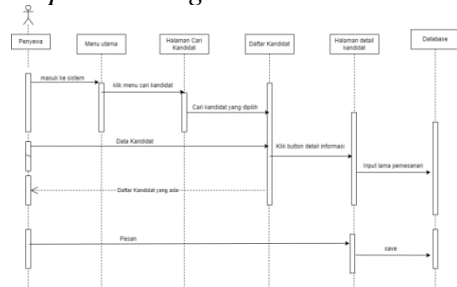 Penyewa
Menu utama
Halaman Cari
Kandidat
Daftar Kandidat
Halaman detail
kandidat
Database
masuk ke sistem
klik menu cari kandidat
Cari kandidat yang dipilih
Data Kandidat
Klik button detail informasi
Input lama pemesanan
Daftar Kandidat yang ada
Pesan
save